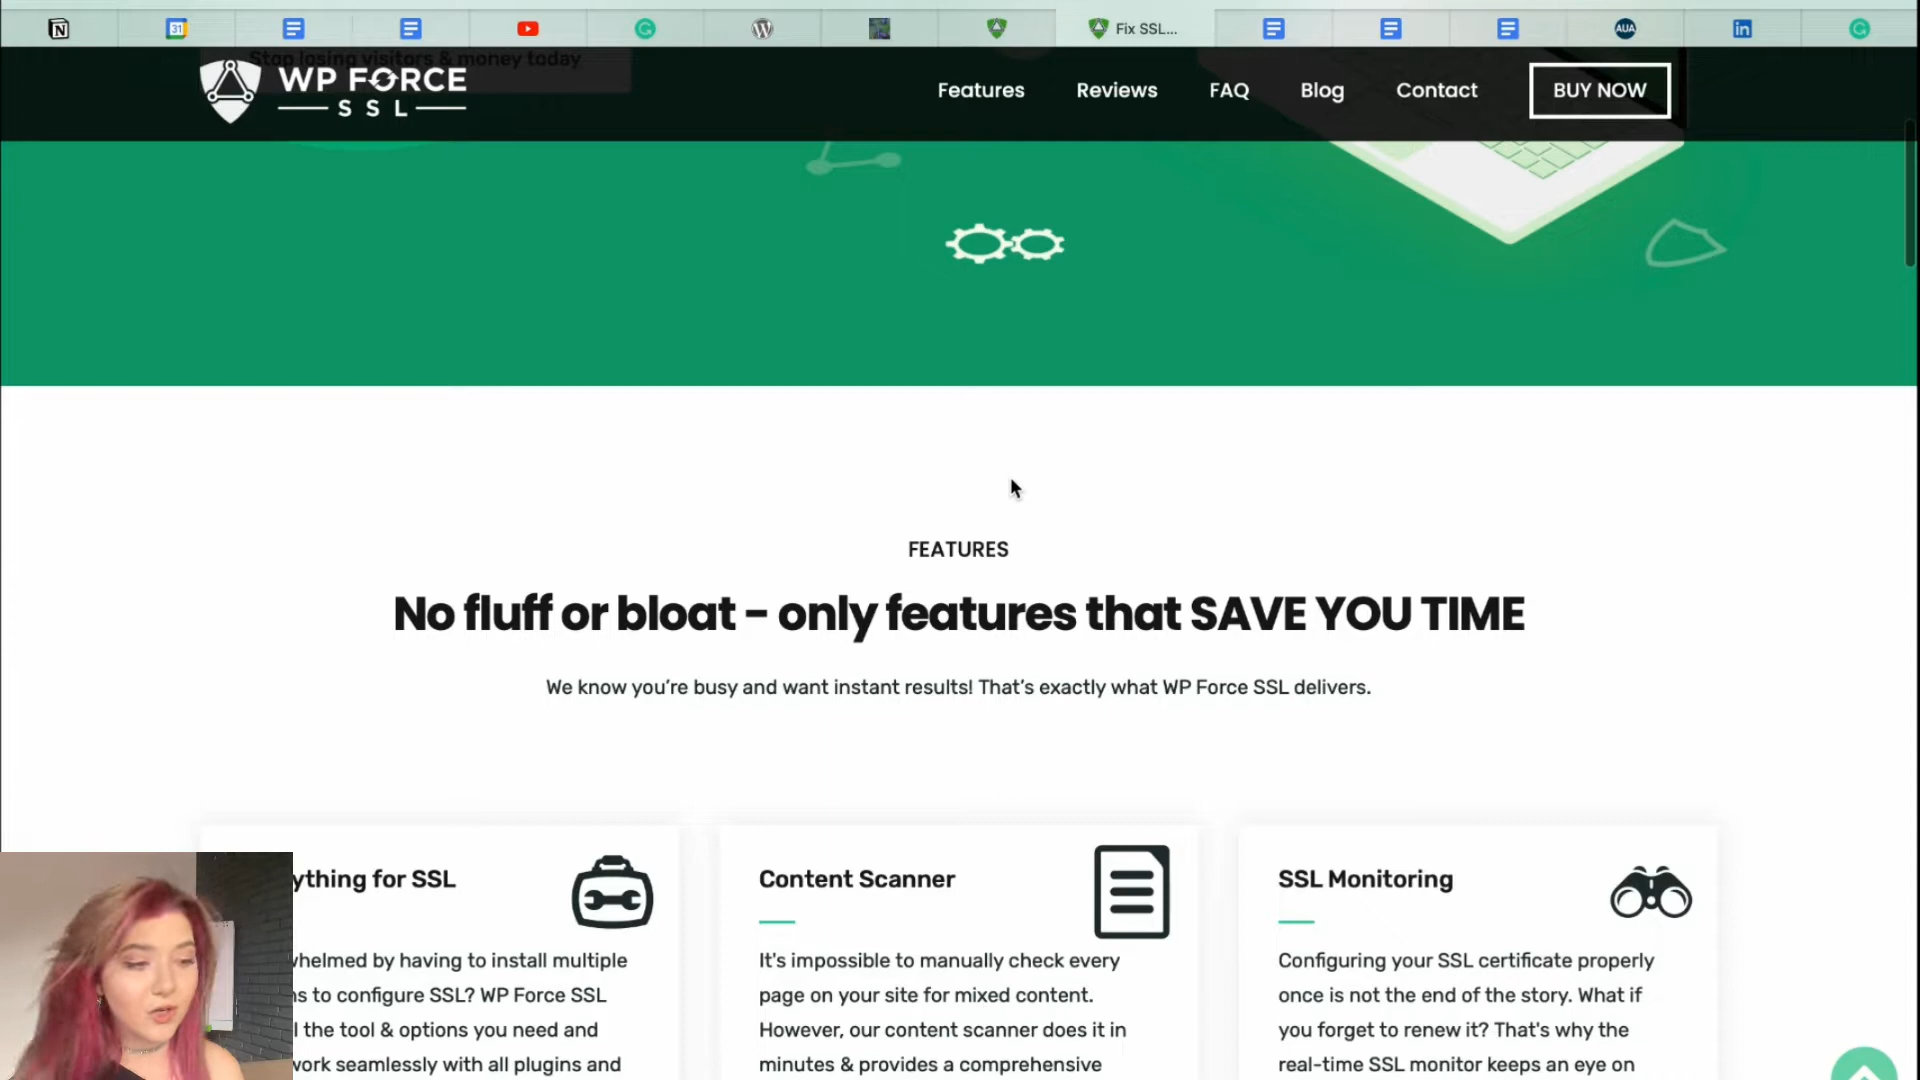 31
Fix SSL...
AUA
in
Stop losing visitors & money today
WP FORCE
SSL
Features
Reviews
FAQ
Blog
Contact
BUY NOW
FEATURES
No fluff or bloat - only features that SAVE YOU TIME
We know you're busy and want instant results! That's exactly what WP Force SSL delivers.
ything for SSL
whelmed by having to install multiple
s to configure SSL? WP Force SSL
l the tool & options you need and
work seamlessly with all plugins and
Content Scanner
It's impossible to manually check every
page on your site for mixed content.
However, our content scanner does it in
minutes & provides a comprehensive
SSL Monitoring
Configuring your SSL certificate properly
once is not the end of the story. What if
you forget to renew it? That's why the
real-time SSL monitor keeps an eye on